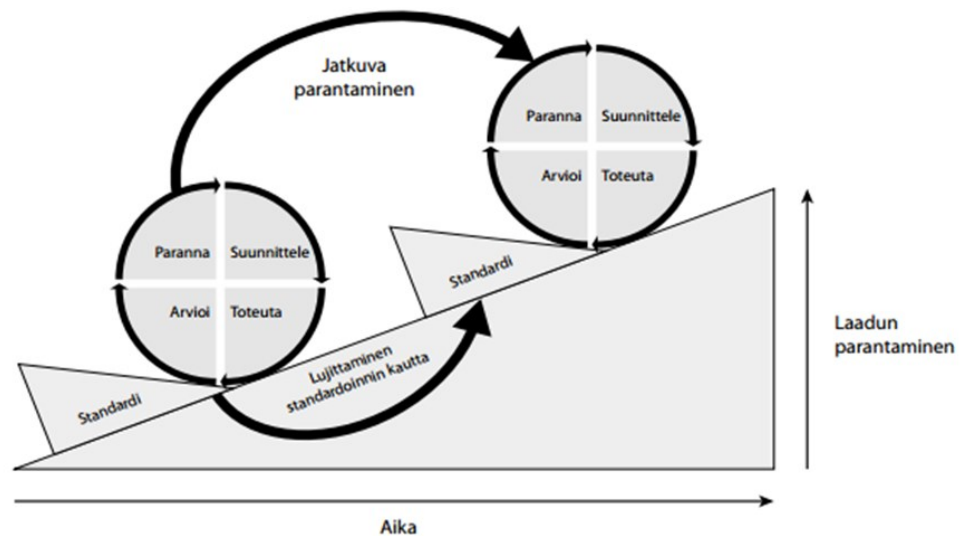 Jatkuva
parantaminen
Paranna Suunnittele
Arvioi Toteuta
Paranna Suunnittele
Arvioi Toteuta
Standardi
Standardi
Lujittaminen
standardoinnin kautta
Laadun
parantaminen
Aika